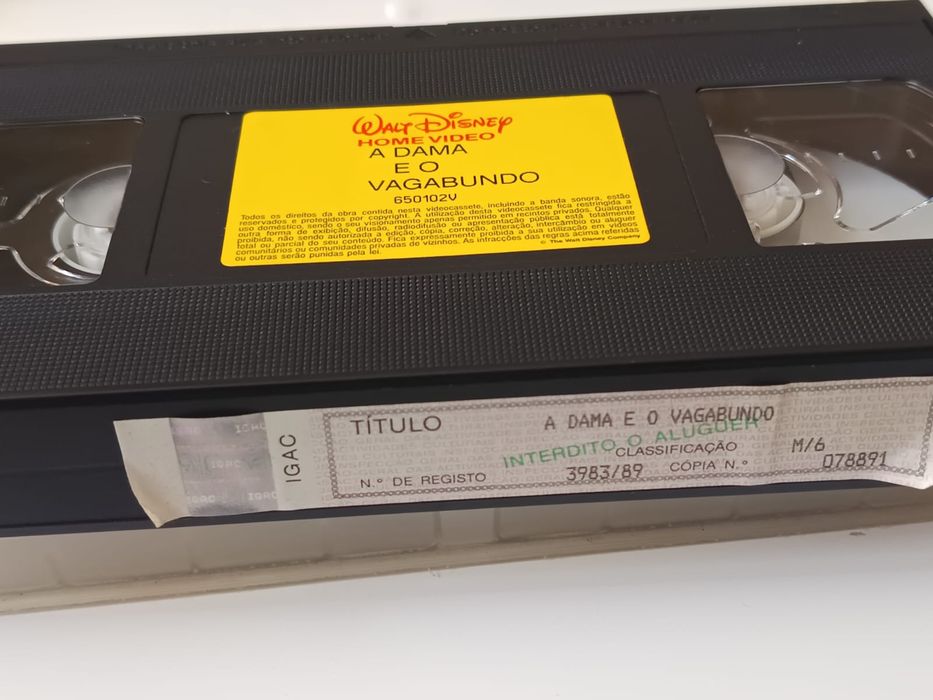 WALT DISNEY
HOME VIDEO
A DAMA
E O
VAGABUNDO
650102V
Todos os direitos da obra contida nesta videocassete, incluindo a banda sonora, estão
reservados e protegidos por copyright. A utilização desta videocassete fica restringida a
uso doméstico, sendo o seu visionamento apenas permitido em recintos privados. Qualquer
outra forma de exibição, difusão, radiodifusão ou apresentação pública está totalmente
proibida, não sendo autorizada a edição, cópia, correção, alteração, intercâmbio ou aluguer
total ou parcial do seu conteúdo. Fica expressamente proibida a sua utilização em vídeos
comunitários ou comunidades privadas de vizinhos. As infracções das regras acima referidas
ou outras serão punidas pela lei.
© The Walt Disney Company
IGAC
IGAC
IGAC
IGAC
IGAC
TÍTULO
A DAMA E O VAGABUNDO
INTERDITO O ALUGUER
CLASSIFICAÇÃO M/6
N.º DE REGISTO 3983/89 CÓPIA N.º 078891